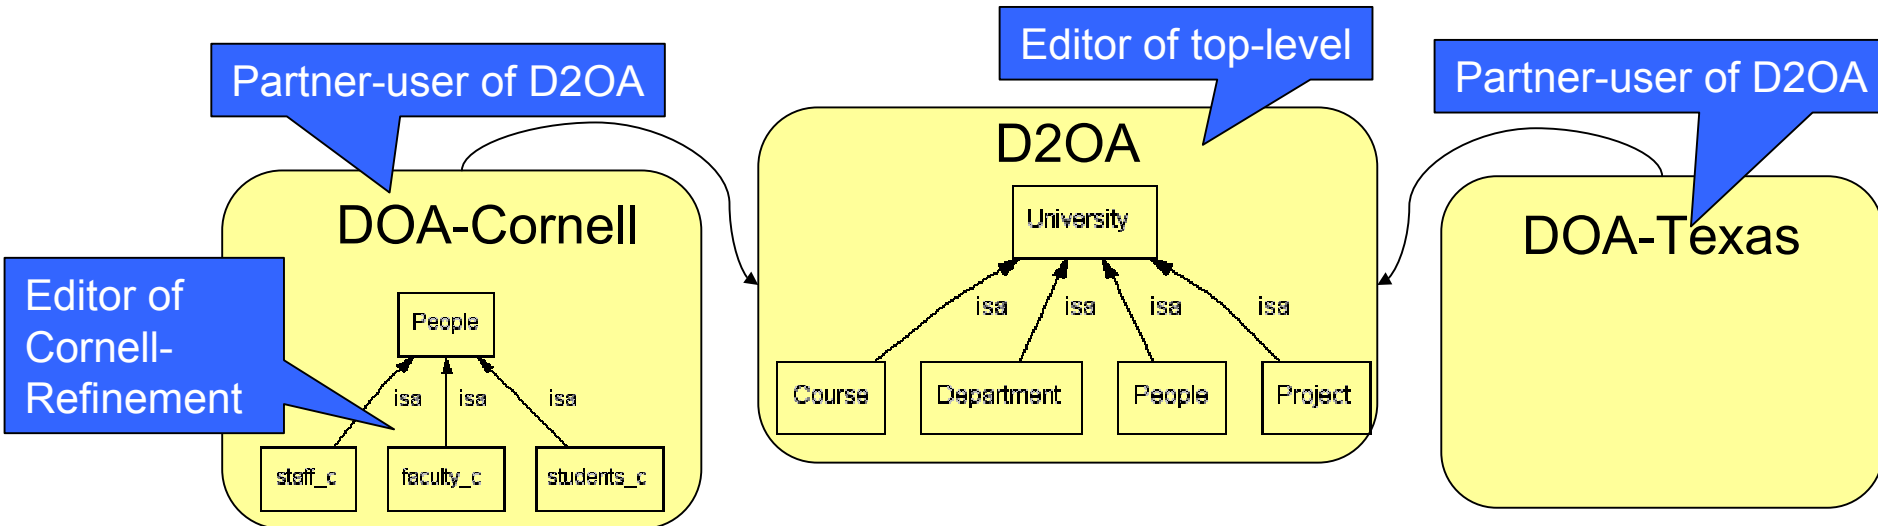 Partner-user of D2OA
Editor of top-level
Partner-user of D2OA
DOA-Cornell
D2OA
DOA-Texas
Editor of
Cornell-
Refinement
People
isa isa isa
staff_c faculty_c students_c
University
isa isa isa isa
Course Department People Project